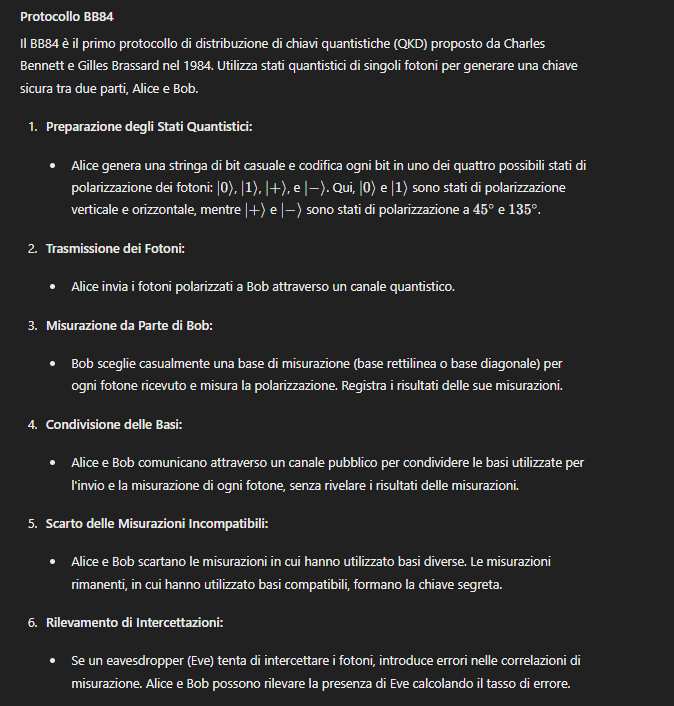 Protocollo BB84
Il BB84 è il primo protocollo di distribuzione di chiavi quantistiche (QKD) proposto da Charles
Bennett e Gilles Brassard nel 1984. Utilizza stati quantistici di singoli fotoni per generare una chiave
sicura tra due parti, Alice e Bob.
1. Preparazione degli Stati Quantistici:
• Alice genera una stringa di bit casuale e codifica ogni bit in uno dei quattro possibili stati di
polarizzazione dei fotoni: |0⟩, |1⟩, |+⟩, e |−⟩. Qui, |0⟩ e |1⟩ sono stati di polarizzazione
verticale e orizzontale, mentre |+⟩ e |−⟩ sono stati di polarizzazione a 45° e 135°.
2. Trasmissione dei Fotoni:
• Alice invia i fotoni polarizzati a Bob attraverso un canale quantistico.
3. Misurazione da Parte di Bob:
• Bob sceglie casualmente una base di misurazione (base rettilinea o base diagonale) per
ogni fotone ricevuto e misura la polarizzazione. Registra i risultati delle sue misurazioni.
4. Condivisione delle Basi:
• Alice e Bob comunicano attraverso un canale pubblico per condividere le basi utilizzate per
l'invio e la misurazione di ogni fotone, senza rivelare i risultati delle misurazioni.
5. Scarto delle Misurazioni Incompatibili:
• Alice e Bob scartano le misurazioni in cui hanno utilizzato basi diverse. Le misurazioni
rimanenti, in cui hanno utilizzato basi compatibili, formano la chiave segreta.
6. Rilevamento di Intercettazioni:
• Se un eavesdropper (Eve) tenta di intercettare i fotoni, introduce errori nelle correlazioni di
misurazione. Alice e Bob possono rilevare la presenza di Eve calcolando il tasso di errore.